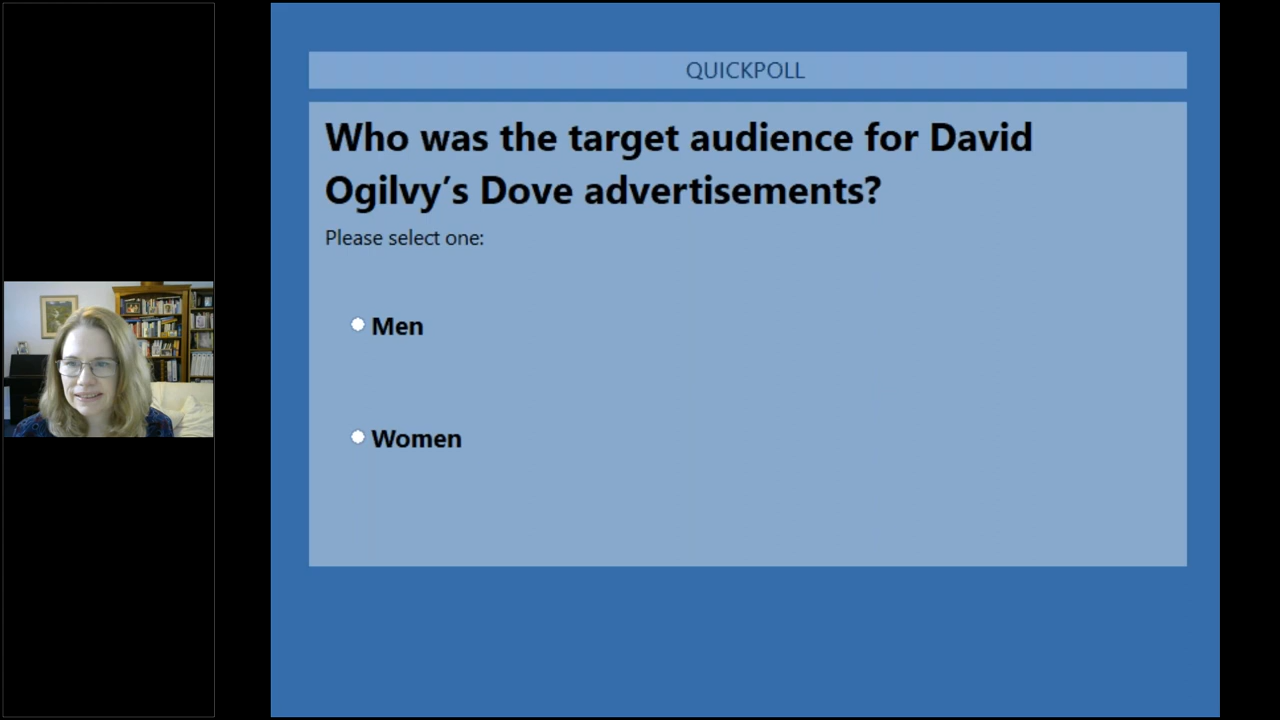 QUICKPOLL
Who was the target audience for David
Ogilvy’s Dove advertisements?
Please select one:
Men
Women